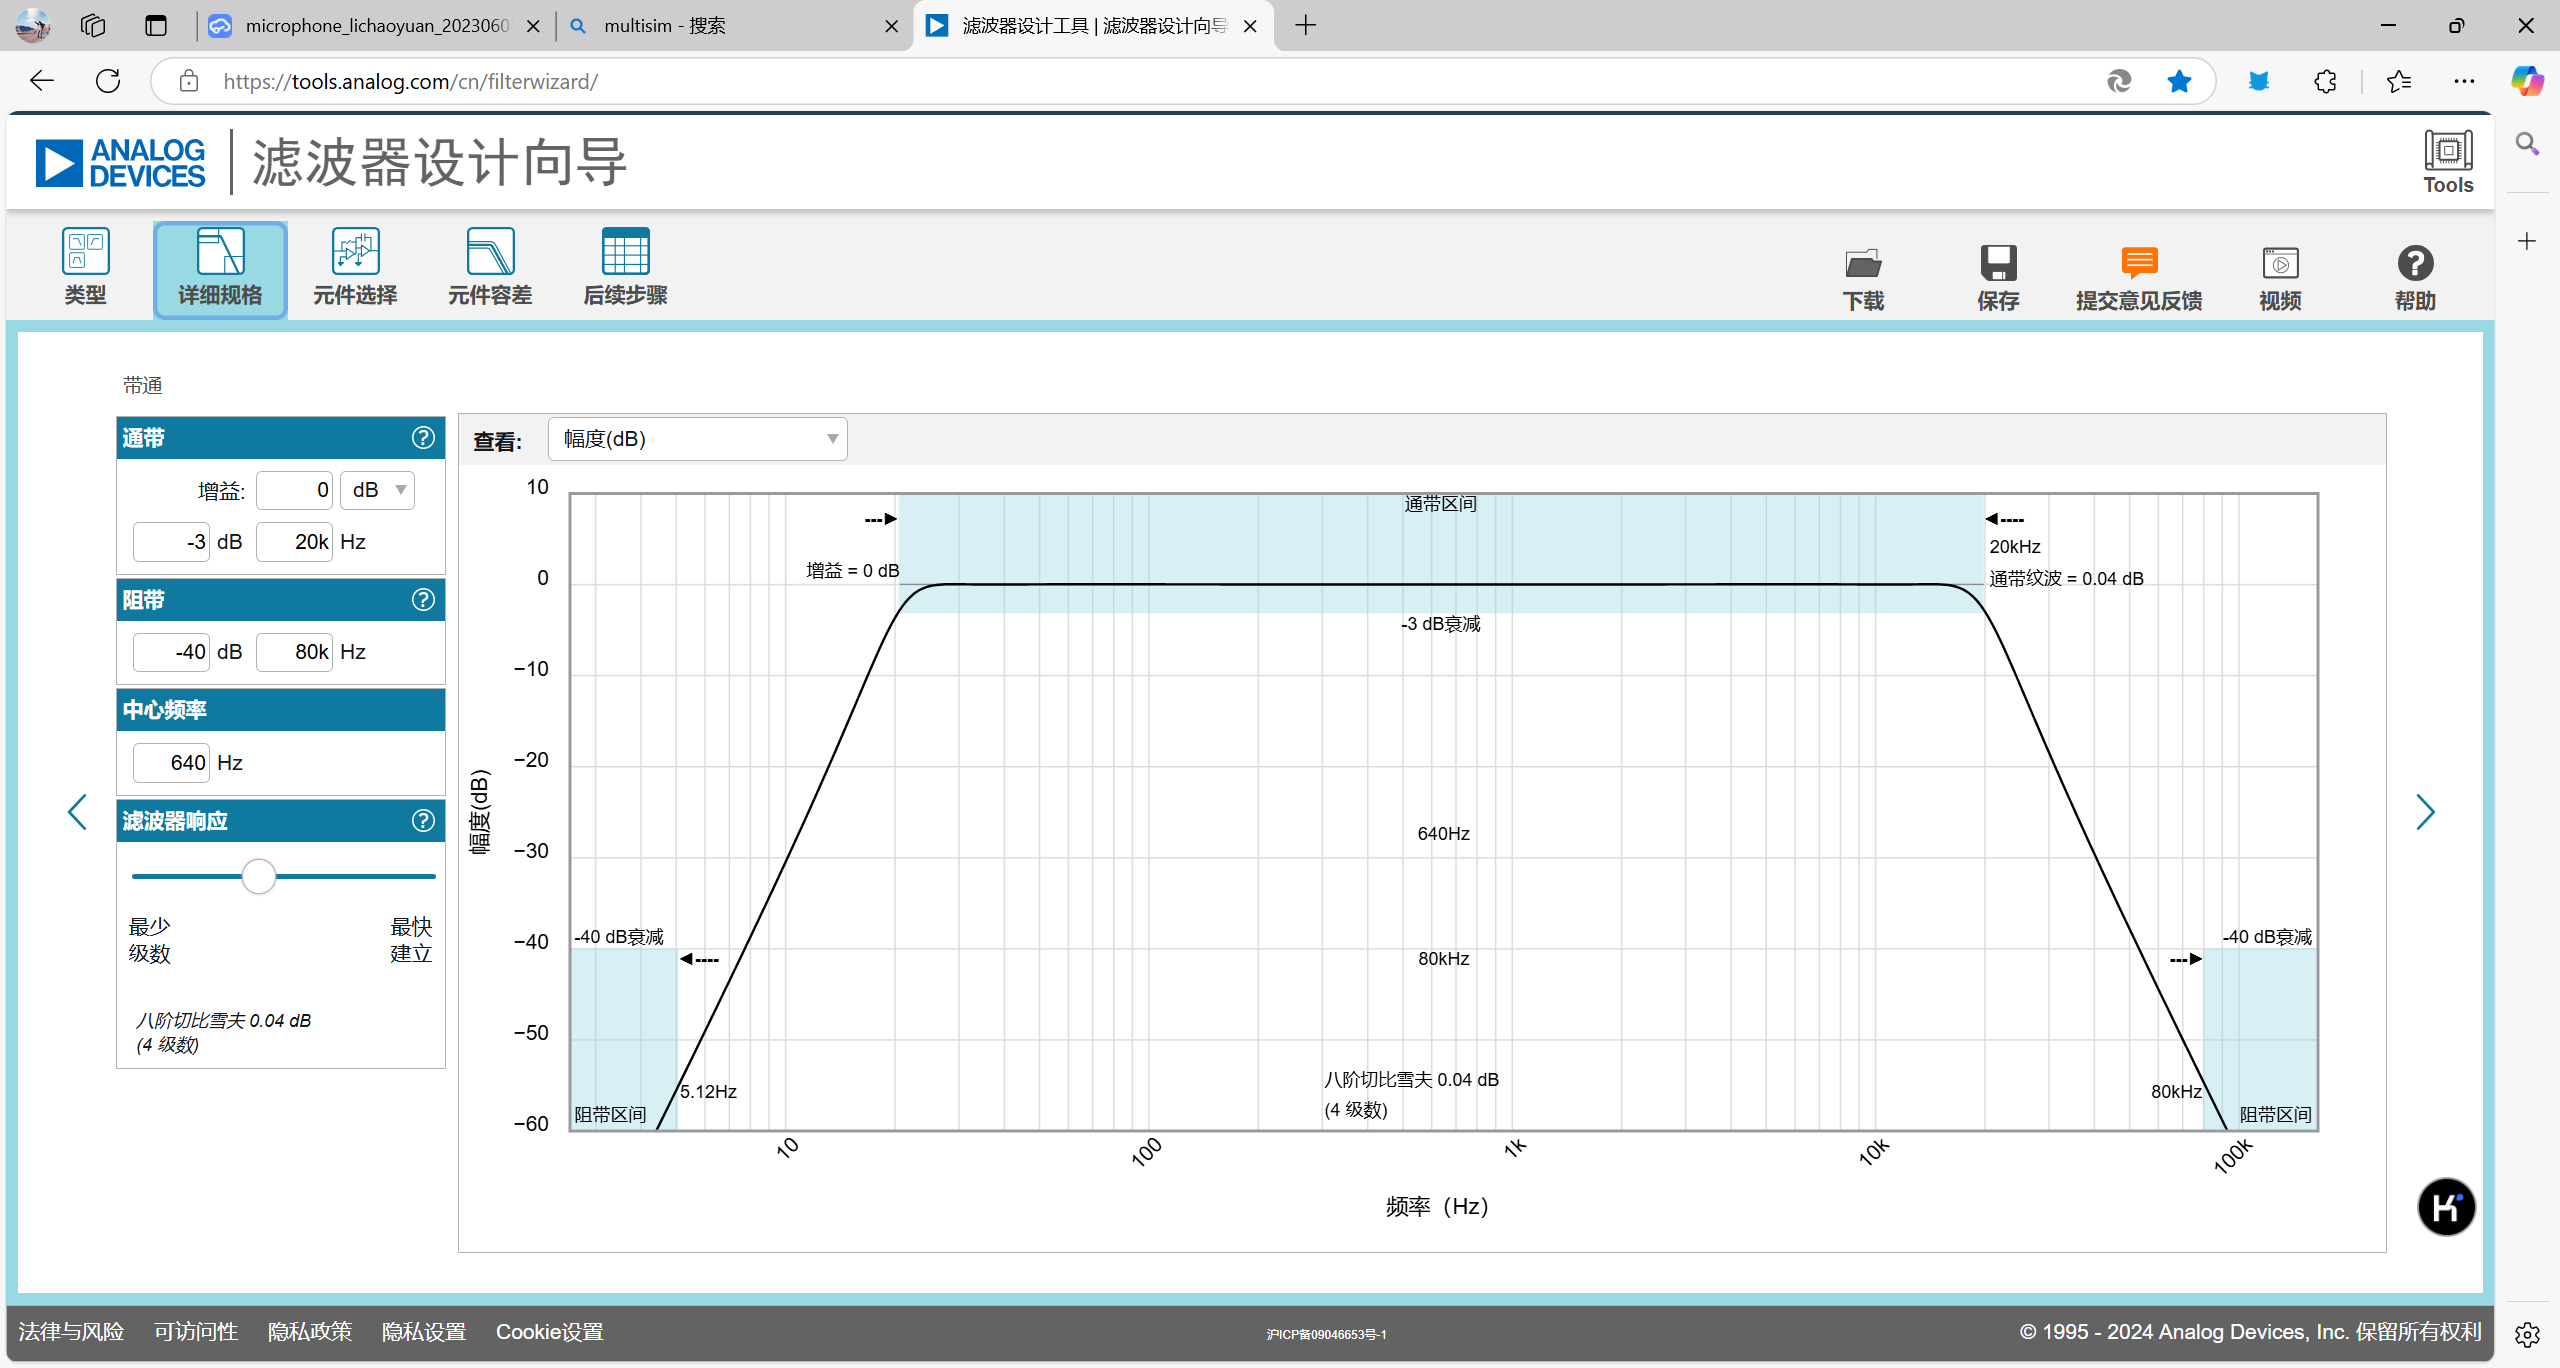 microphone_lichaoyuan_2023060
multisim - 搜索
滤波器设计工具 | 滤波器设计向导
https://tools.analog.com/cn/filterwizard/
ANALOG
DEVICES
滤波器设计向导
Tools
类型
详细规格
元件选择
元件容差
后续步骤
下载
保存
提交意见反馈
视频
帮助
带通
通带
增益: 0 dB
-3 dB 20k Hz
阻带
-40 dB 80k Hz
中心频率
640 Hz
滤波器响应
最少
级数
最快
建立
八阶切比雪夫 0.04 dB
(4 级数)
查看: 幅度(dB)
10
0
−10
−20
−30
−40
−50
−60
幅度(dB)
通带区间
20kHz
增益 = 0 dB
通带纹波 = 0.04 dB
-3 dB衰减
640Hz
-40 dB衰减
80kHz
-40 dB衰减
八阶切比雪夫 0.04 dB
(4 级数)
5.12Hz
80kHz
阻带区间
阻带区间
10
100
1k
10k
100k
频率（Hz）
法律与风险
可访问性
隐私政策
隐私设置
Cookie设置
沪ICP备09046653号-1
© 1995 - 2024 Analog Devices, Inc. 保留所有权利